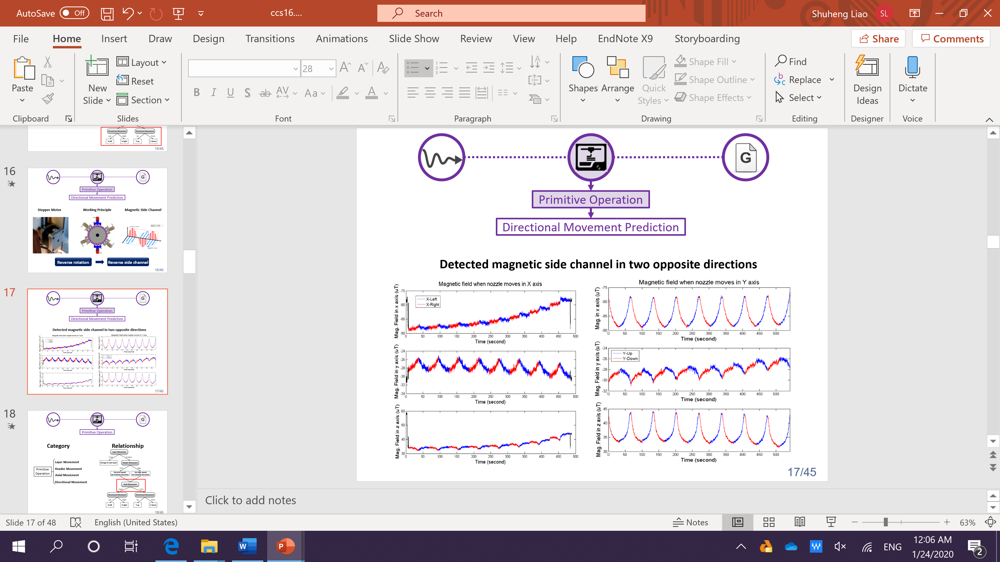 AutoSave Off ccs16.... Search Shuheng Liao SL
File Home Insert Draw Design Transitions Animations Slide Show Review View Help EndNote X9 Storyboarding Share Comments
Paste
New Slide
Layout
Reset
Section
28
B I U S ab AV Aa A
Shapes Arrange Quick Styles
Shape Fill
Shape Outline
Shape Effects
Find
Replace
Select
Design Ideas
Dictate
Clipboard Slides Font Paragraph Drawing Editing Designer Voice
Directional Movement Directional Movement
Left Right Up Down
X-left X-right Y-up Y-down
15/45
16
G
Primitive Operation
Directional Movement Prediction
Stepper Motor Working Principle Magnetic Side Channel
Reverse rotation Reverse side channel
16/45
17
G
Primitive Operation
Directional Movement Prediction
Detected magnetic side channel in two opposite directions
17/45
18
G
Primitive Operation
Category Relationship
Primitive Operation
Layer Movement
Header Movement
Axial Movement
Directional Movement
Layer Movement
Change to next layer Header Movement
Set print speed Set align speed
Set material extrusion No material extrusion
Axial Movement
Directional Movement Directional Movement
Left Right Up Down
X-left X-right Y-up Y-down
18/45
G
Primitive Operation
Directional Movement Prediction
Detected magnetic side channel in two opposite directions
Magnetic field when nozzle moves in X axis
Mag. Field in x axis (uT)
-75
-80
-85
-90
X-Left
X-Right
0 50 100 150 200 250 300 350 400 450 500
Time (second)
Mag. Field in y axis (uT)
-24
-26
-28
-30
-32
-34
0 50 100 150 200 250 300 350 400 450 500
Time (second)
Mag. Field in z axis (uT)
60
50
40
30
0 50 100 150 200 250 300 350 400 450 500
Time (second)
Magnetic field when nozzle moves in Y axis
Mag. in x axis (uT)
-75
-80
-85
-90
0 50 100 150 200 250 300 350 400 450 500
Time (second)
Mag. Field in y axis (uT)
-24
-26
-28
-30
-32
Y-Up
Y-Down
0 50 100 150 200 250 300 350 400 450 500
Time (second)
Mag. Field in z axis (uT)
45
40
35
30
0 50 100 150 200 250 300 350 400 450 500
Time (second)
17/45
Click to add notes
Slide 17 of 48 English (United States) Notes 63%
ENG
12:06 AM
1/24/2020
2